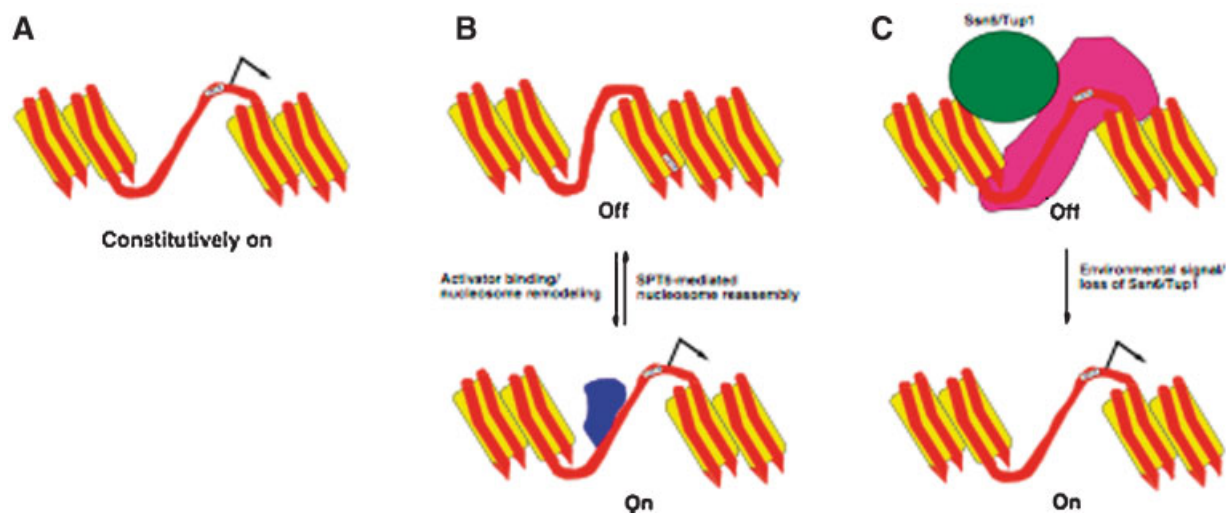 A
Constitutively on
B
Off
Activator binding/
nucleosome remodeling
SPT6-mediated
nucleosome reassembly
On
C
Ssn6/Tup1
Off
Environmental signal/
loss of Ssn6/Tup1
On